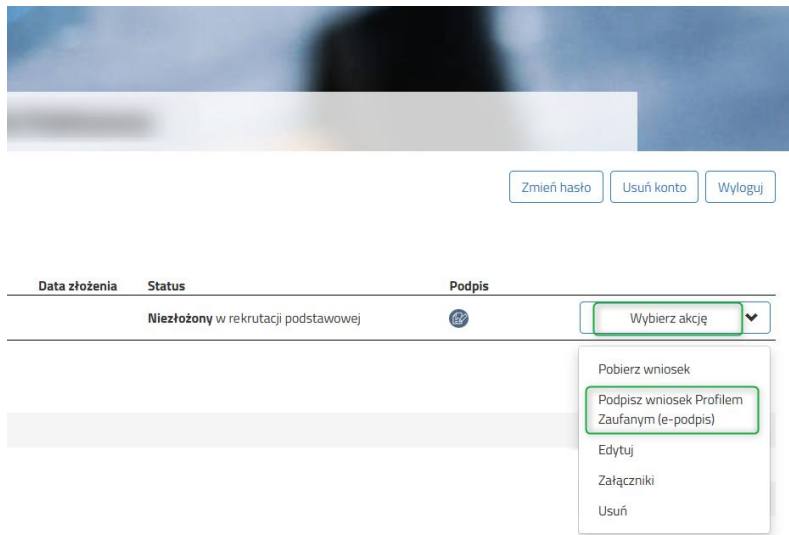 Zmień hasło Usuń konto Wyloguj
Data złożenia Status Podpis
Niezłożony w rekrutacji podstawowej Wybierz akcję
Pobierz wniosek
Podpisz wniosek Profilem
Zaufanym (e-podpis)
Edytuj
Załączniki
Usuń